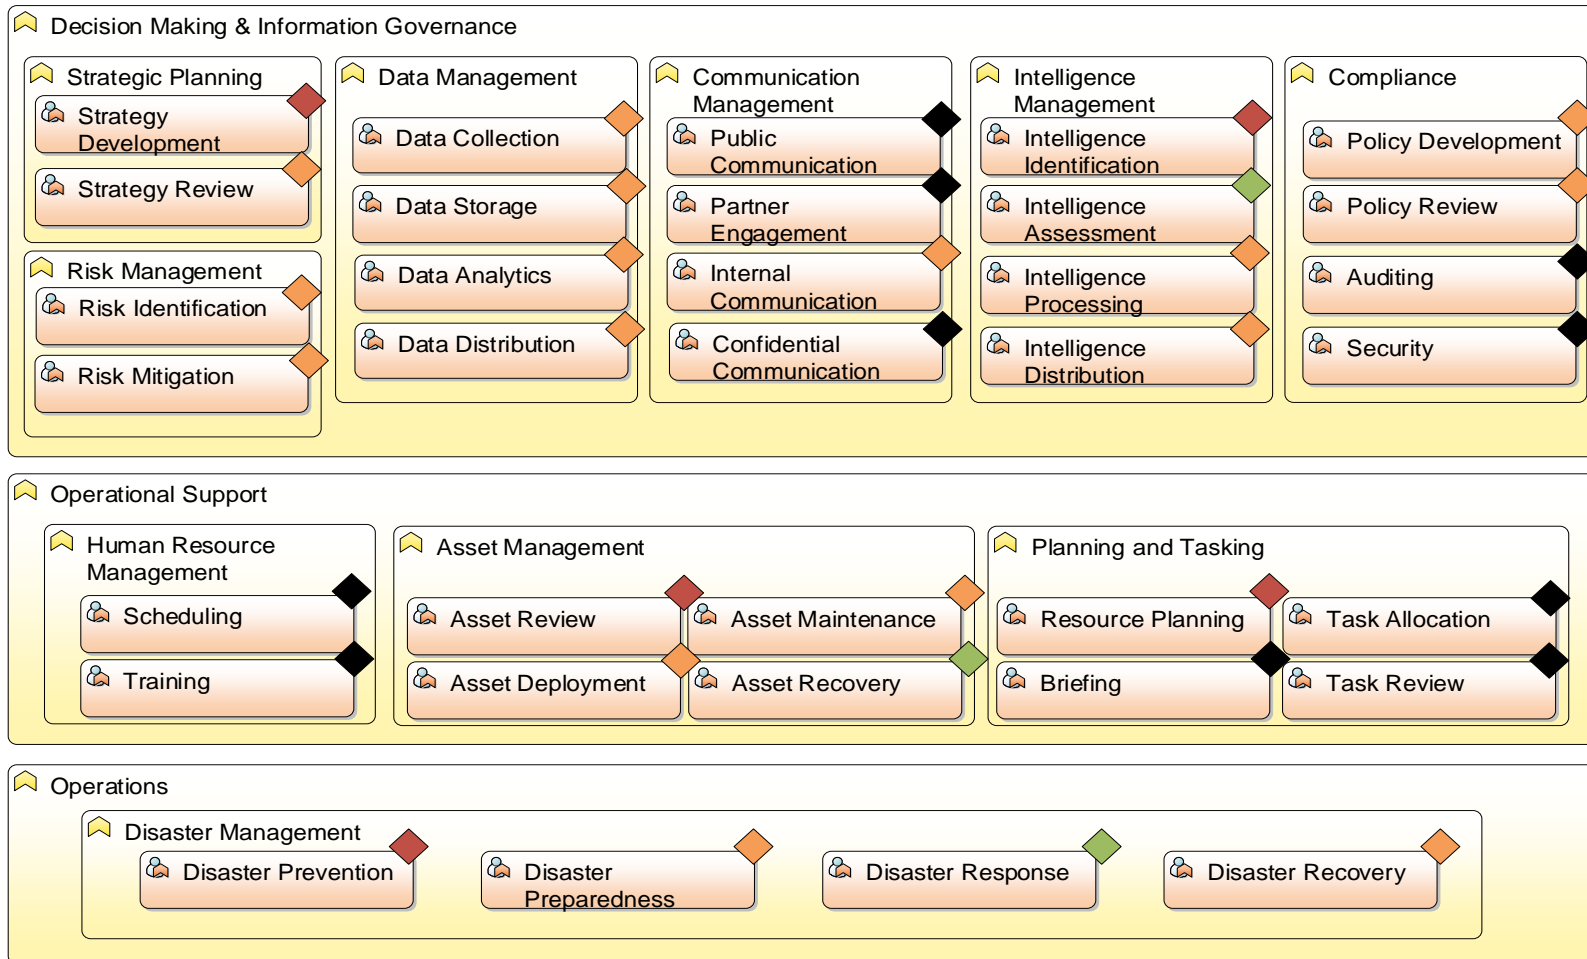 Decision Making & Information Governance
Strategic Planning
Strategy
Development
Strategy Review
Risk Management
Risk Identification
Risk Mitigation
Data Management
Data Collection
Data Storage
Data Analytics
Data Distribution
Communication
Management
Public
Communication
Partner
Engagement
Internal
Communication
Confidential
Communication
Intelligence
Management
Intelligence
Identification
Intelligence
Assessment
Intelligence
Processing
Intelligence
Distribution
Compliance
Policy Development
Policy Review
Auditing
Security
Operational Support
Human Resource
Management
Scheduling
Training
Asset Management
Asset Review
Asset Maintenance
Asset Deployment
Asset Recovery
Planning and Tasking
Resource Planning
Task Allocation
Briefing
Task Review
Operations
Disaster Management
Disaster Prevention
Disaster
Preparedness
Disaster Response
Disaster Recovery